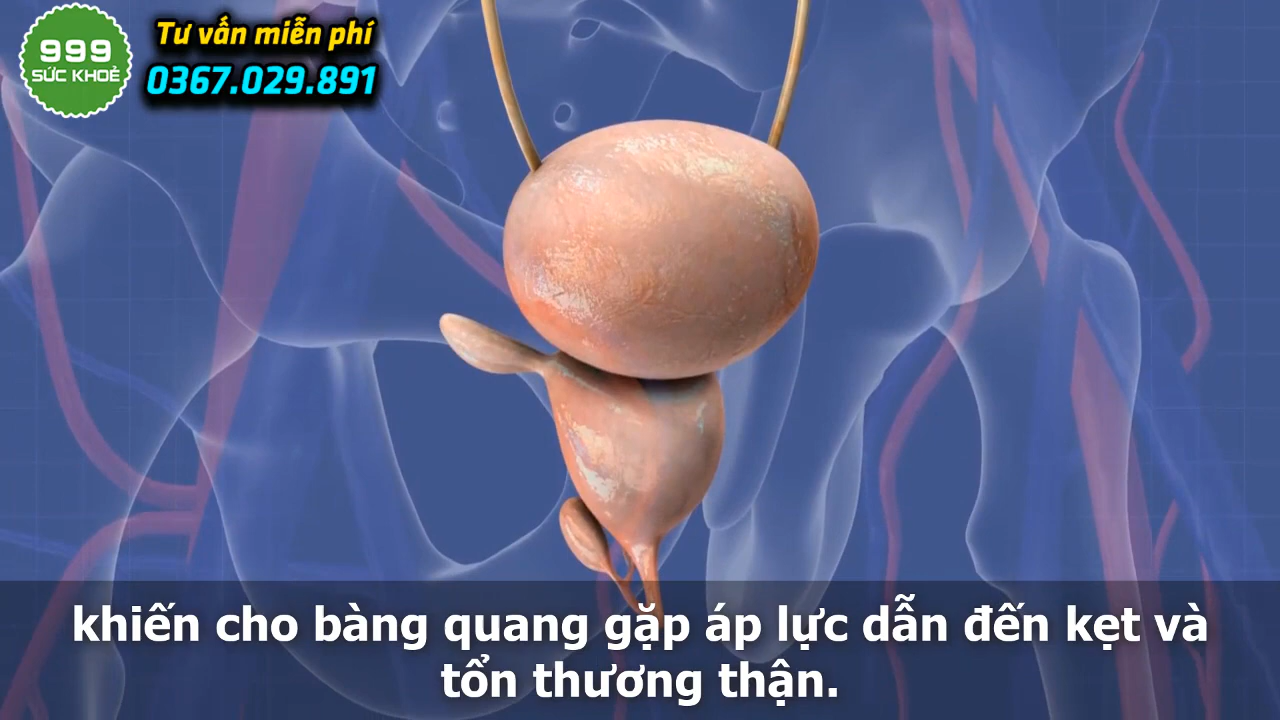 999
SỨC KHOẺ
Tư vấn miễn phí
0367.029.891
khiến cho bàng quang gặp áp lực dẫn đến kẹt và
tổn thương thận.